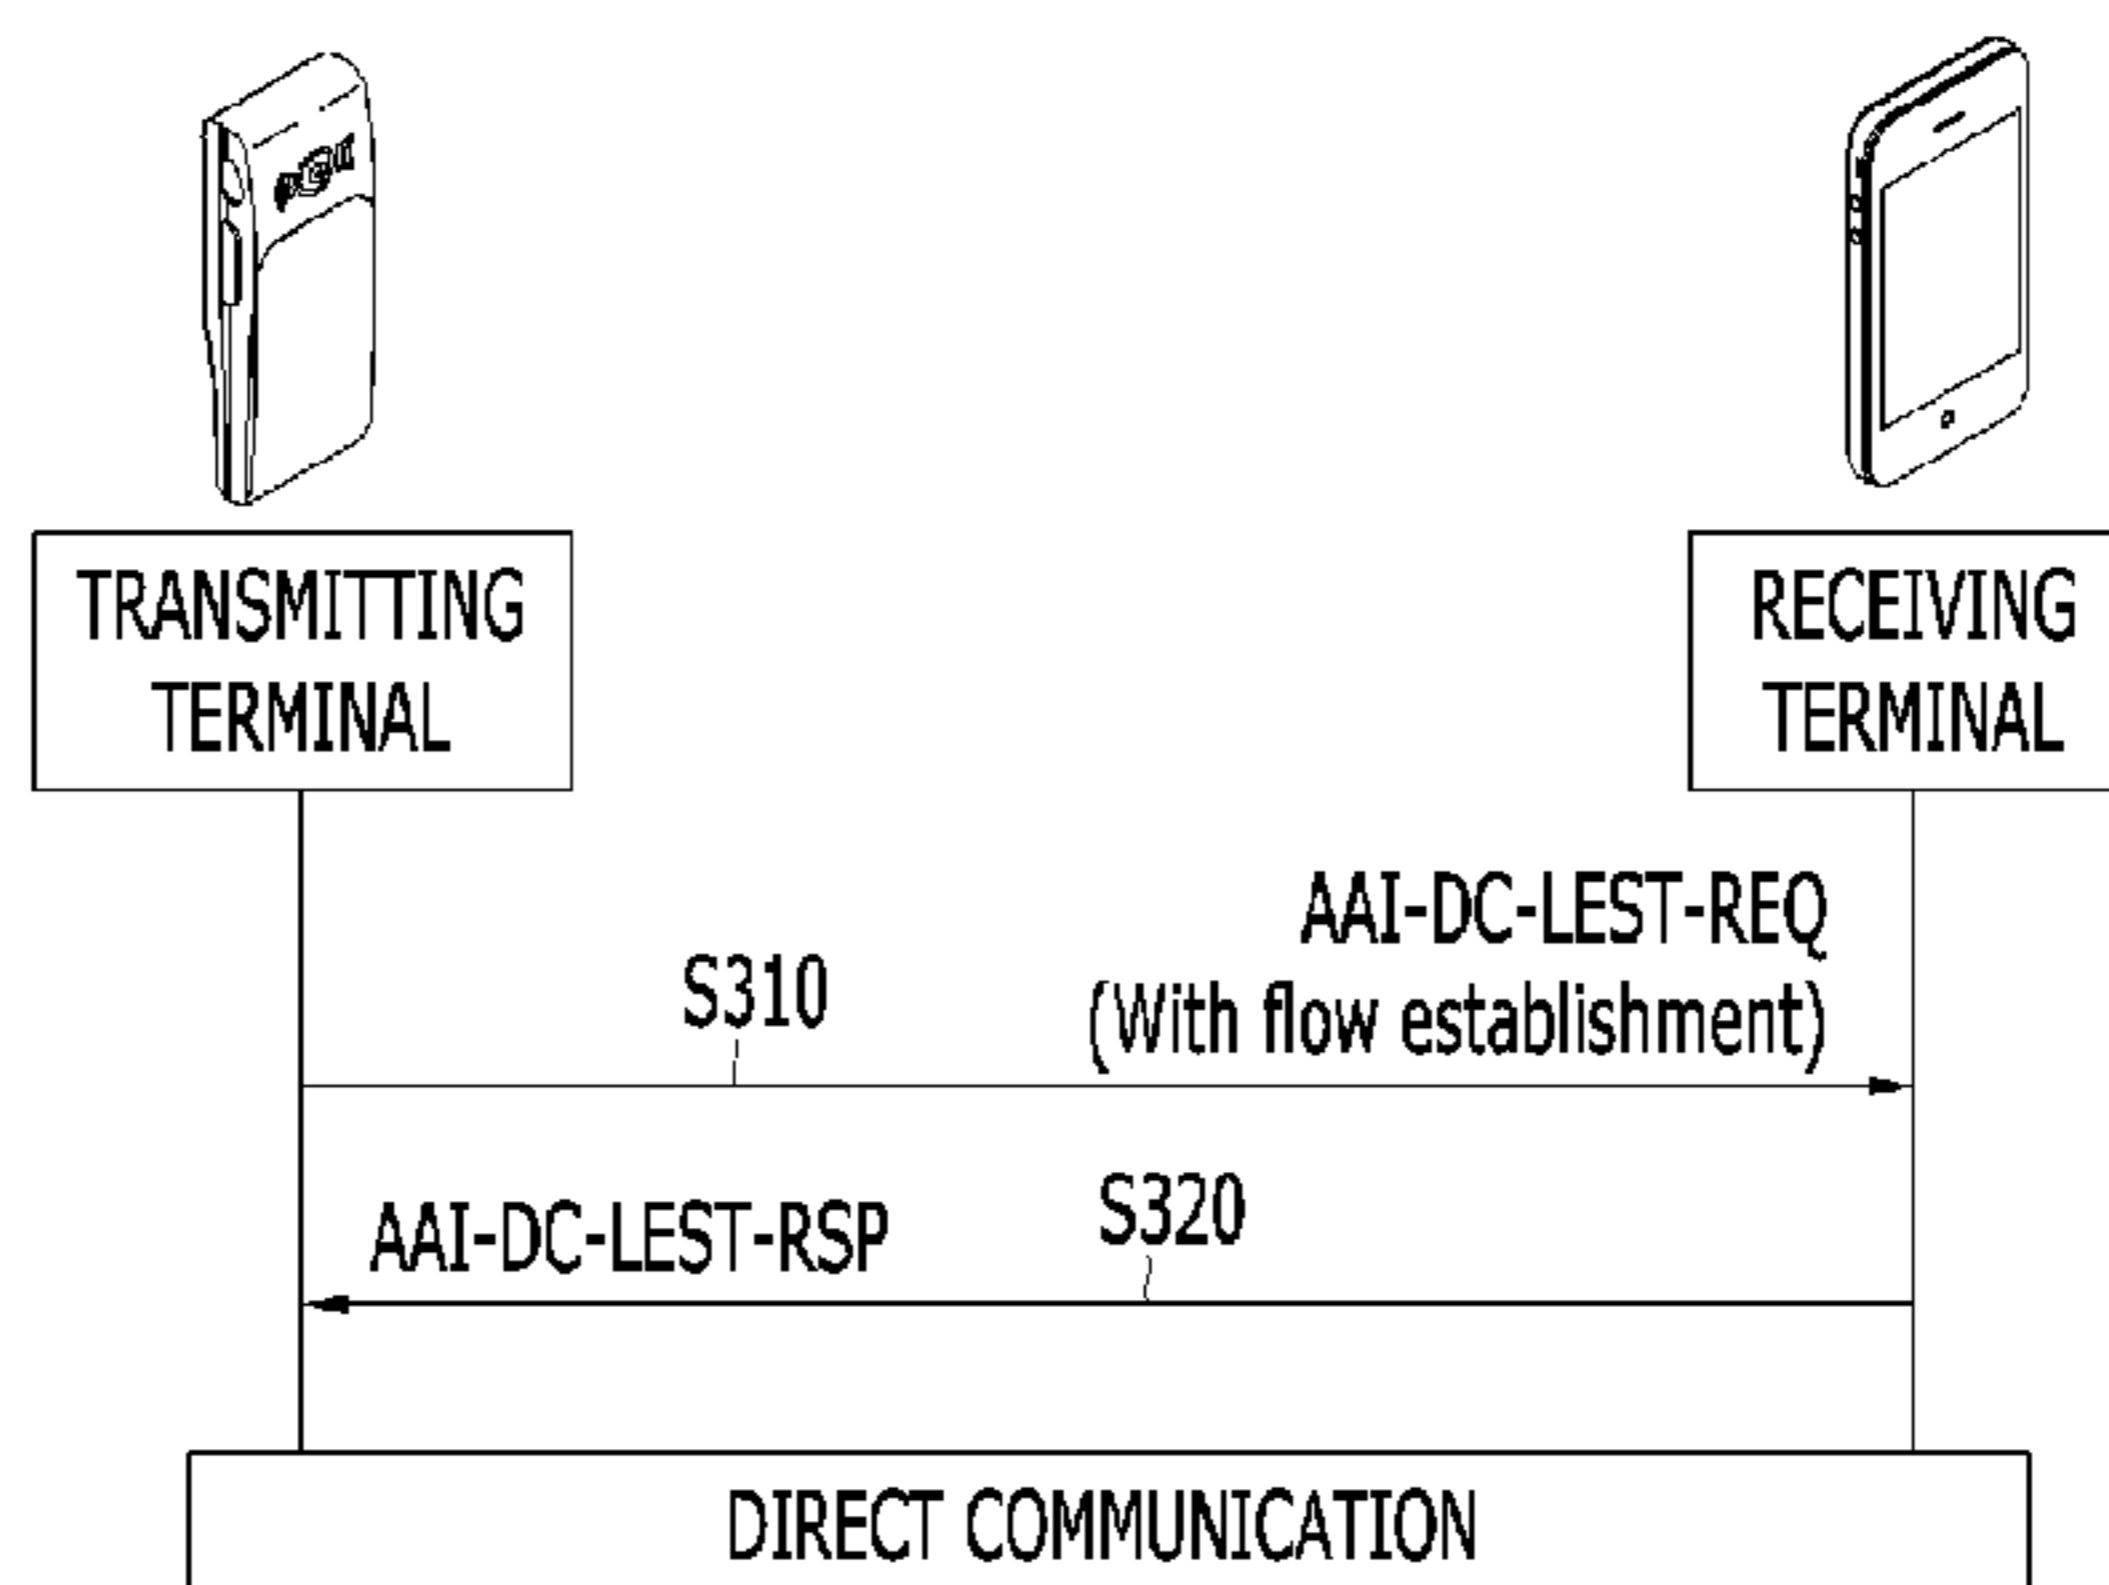 TRANSMITTING
TERMINAL
RECEIVING
TERMINAL
AAI-DC-LEST-REQ
(With flow establishment)
S310
AAI-DC-LEST-RSP
S320
DIRECT COMMUNICATION